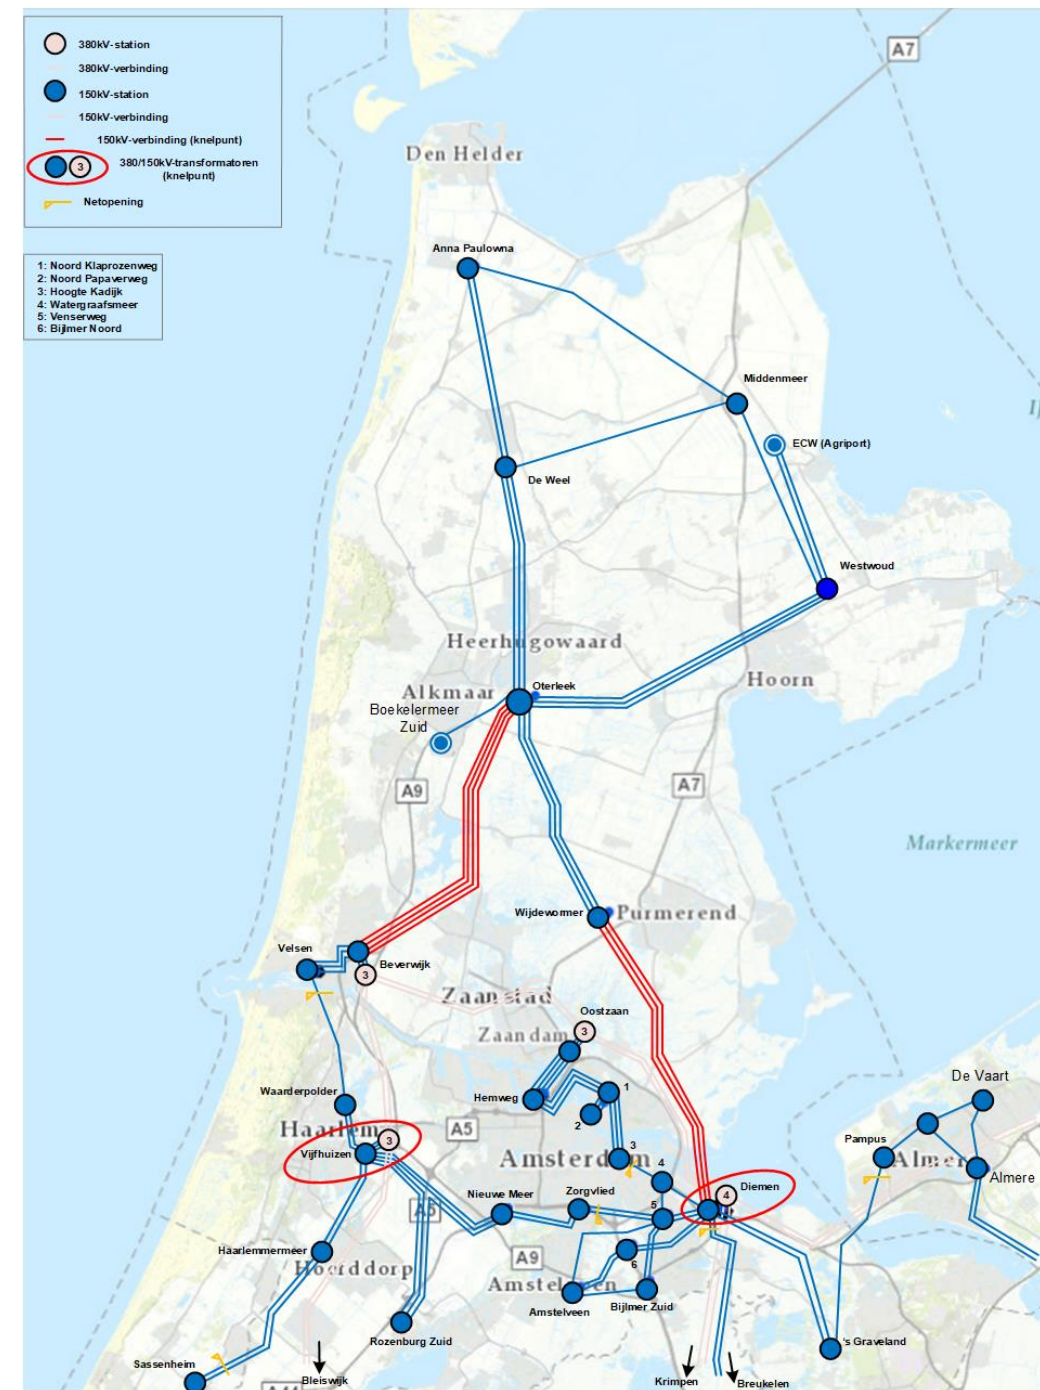 380kV-station
380kV-verbinding
150kV-station
150kV-verbinding
150kV-verbinding (knelpunt)
3
380/150kV-transformatoren
(knelpunt)
Netopening
1: Noord Klaprozenweg
2: Noord Papaverweg
3: Hoogte Kadijk
4: Watergraafsmeer
5: Venserweg
6: Bijlmer Noord
A7
Den Helder
Anna Paulowna
Middenmeer
ECW (Agriport)
De Weel
Westwoud
Heerhugowaard
Hoorn
Oterleek
Alkmaar
Boekelermeer
Zuid
A9
A7
Markermeer
Wijdewormer
Purmerend
Velsen
Beverwijk
3
Zaanstad
Oostzaan
3
Zaandam
Hemweg
1
2
De Vaart
Waarderpolder
Haarlem
3
A5
Vijfhuizen
Amsterdam
3
4
Pampus
Almer
Almere
Diemen
4
Nieuwe Meer
Zorgvlied
5
A5
Haarlemmermeer
Hoofddorp
A9
6
Amstelveen
Amstelveen
Bijlmer Zuid
Rozenburg Zuid
's Graveland
Sassenheim
Bleiswijk
Krimpen
Breukelen